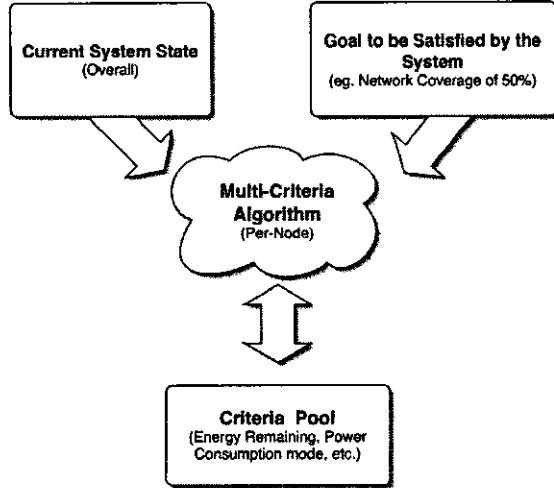 Current System State
(Overall)
Goal to be Satisfied by the
System
(eg. Network Coverage of 50%)
Multi-Criteria
Algorithm
(Per-Node)
Criteria Pool
(Energy Remaining, Power
Consumption mode, etc.)